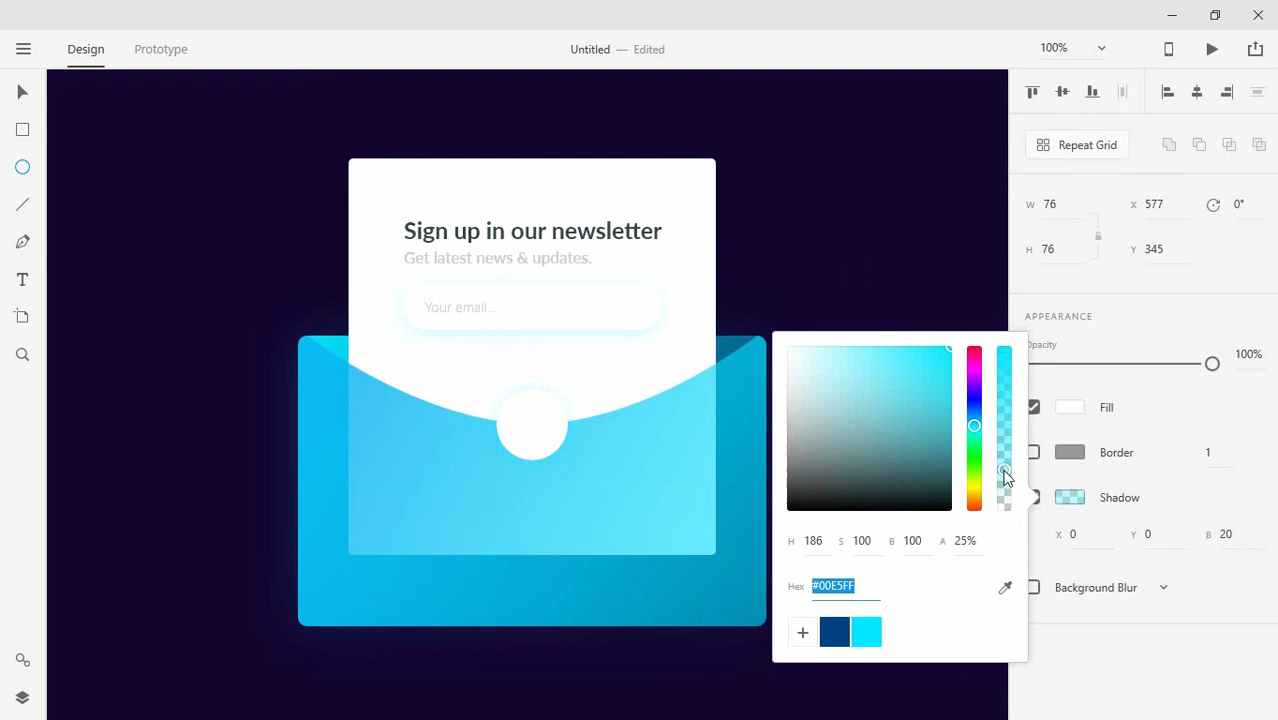 Design Prototype Untitled — Edited 100%
Repeat Grid
W 76 X 577 0°
H 76 Y 345
APPEARANCE
Opacity
100%
Fill
Border 1
Shadow
X 0 Y 0 B 20
Background Blur
Sign up in our newsletter
Get latest news & updates.
Your email...
H 186 S 100 B 100 A 25%
Hex #00E5FF